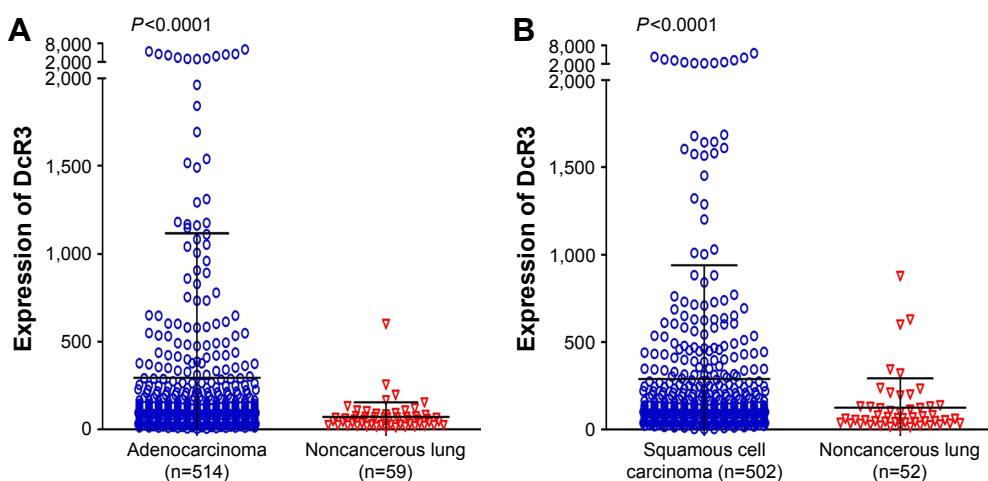 A
P<0.0001
Expression of DcR3
8,000
2,000
2,000
1,500
1,000
500
0
Adenocarcinoma
(n=514)
Noncancerous lung
(n=59)
B
P<0.0001
Expression of DcR3
8,000
2,000
2,000
1,500
1,000
500
0
Squamous cell
carcinoma (n=502)
Noncancerous lung
(n=52)